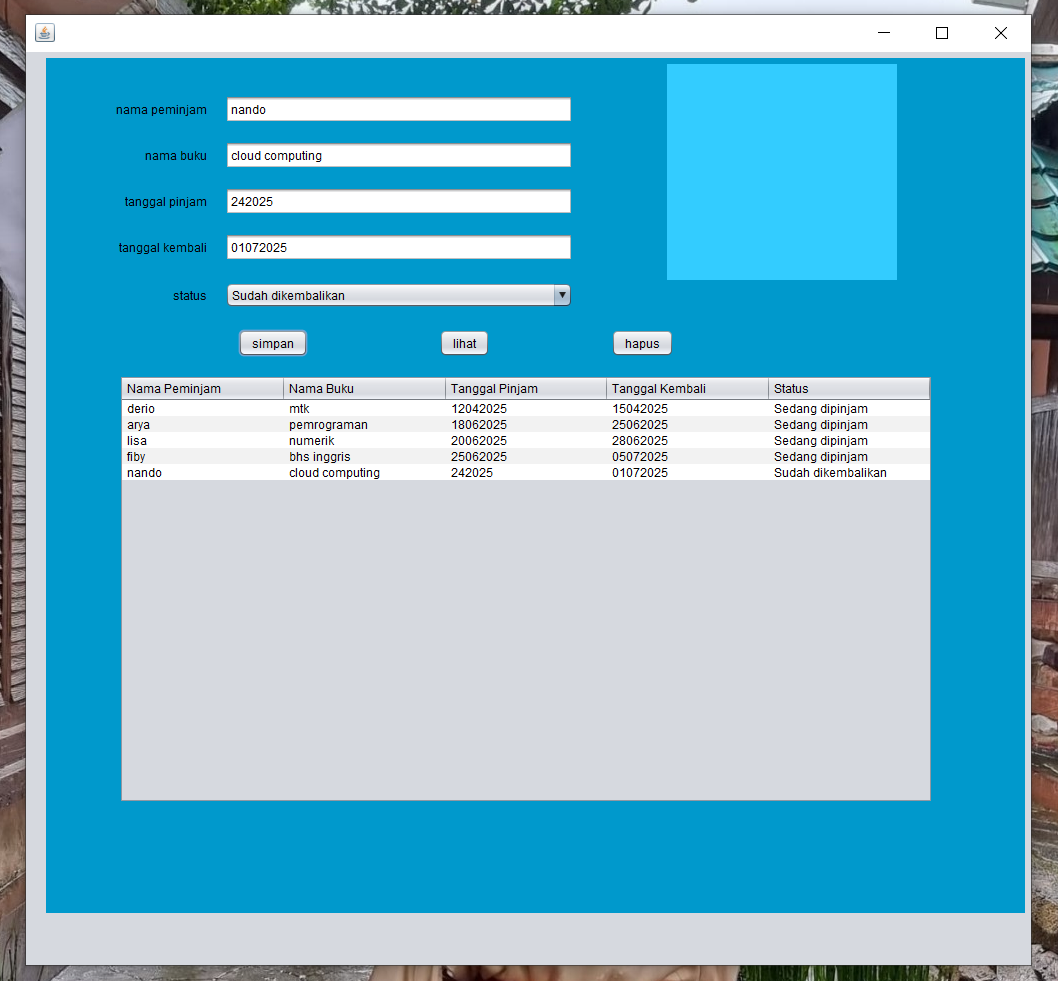 nama peminjam nando
nama buku cloud computing
tanggal pinjam 242025
tanggal kembali 01072025
status Sudah dikembalikan
simpan lihat hapus
Nama Peminjam Nama Buku Tanggal Pinjam Tanggal Kembali Status
derio mtk 12042025 15042025 Sedang dipinjam
arya pemrograman 18062025 25062025 Sedang dipinjam
lisa numerik 20062025 28062025 Sedang dipinjam
fiby bhs inggris 25062025 05072025 Sedang dipinjam
nando cloud computing 242025 01072025 Sudah dikembalikan